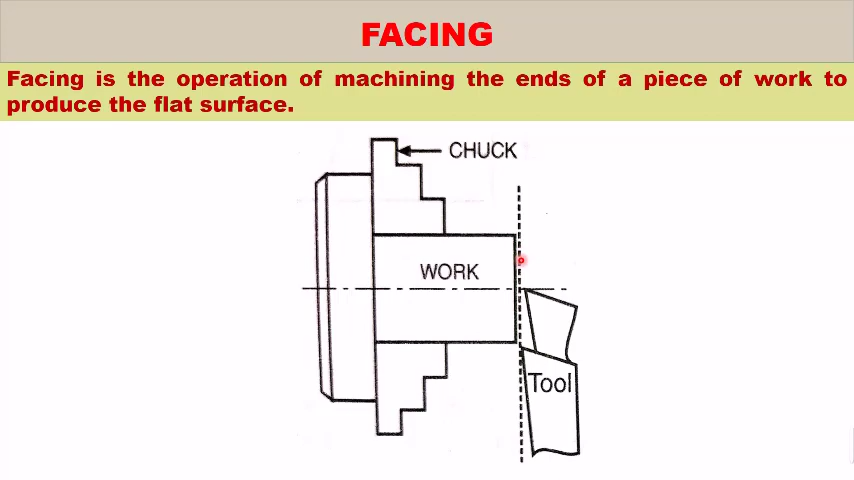 FACING
Facing is the operation of machining the ends of a piece of work to
produce the flat surface.
CHUCK
WORK
Tool